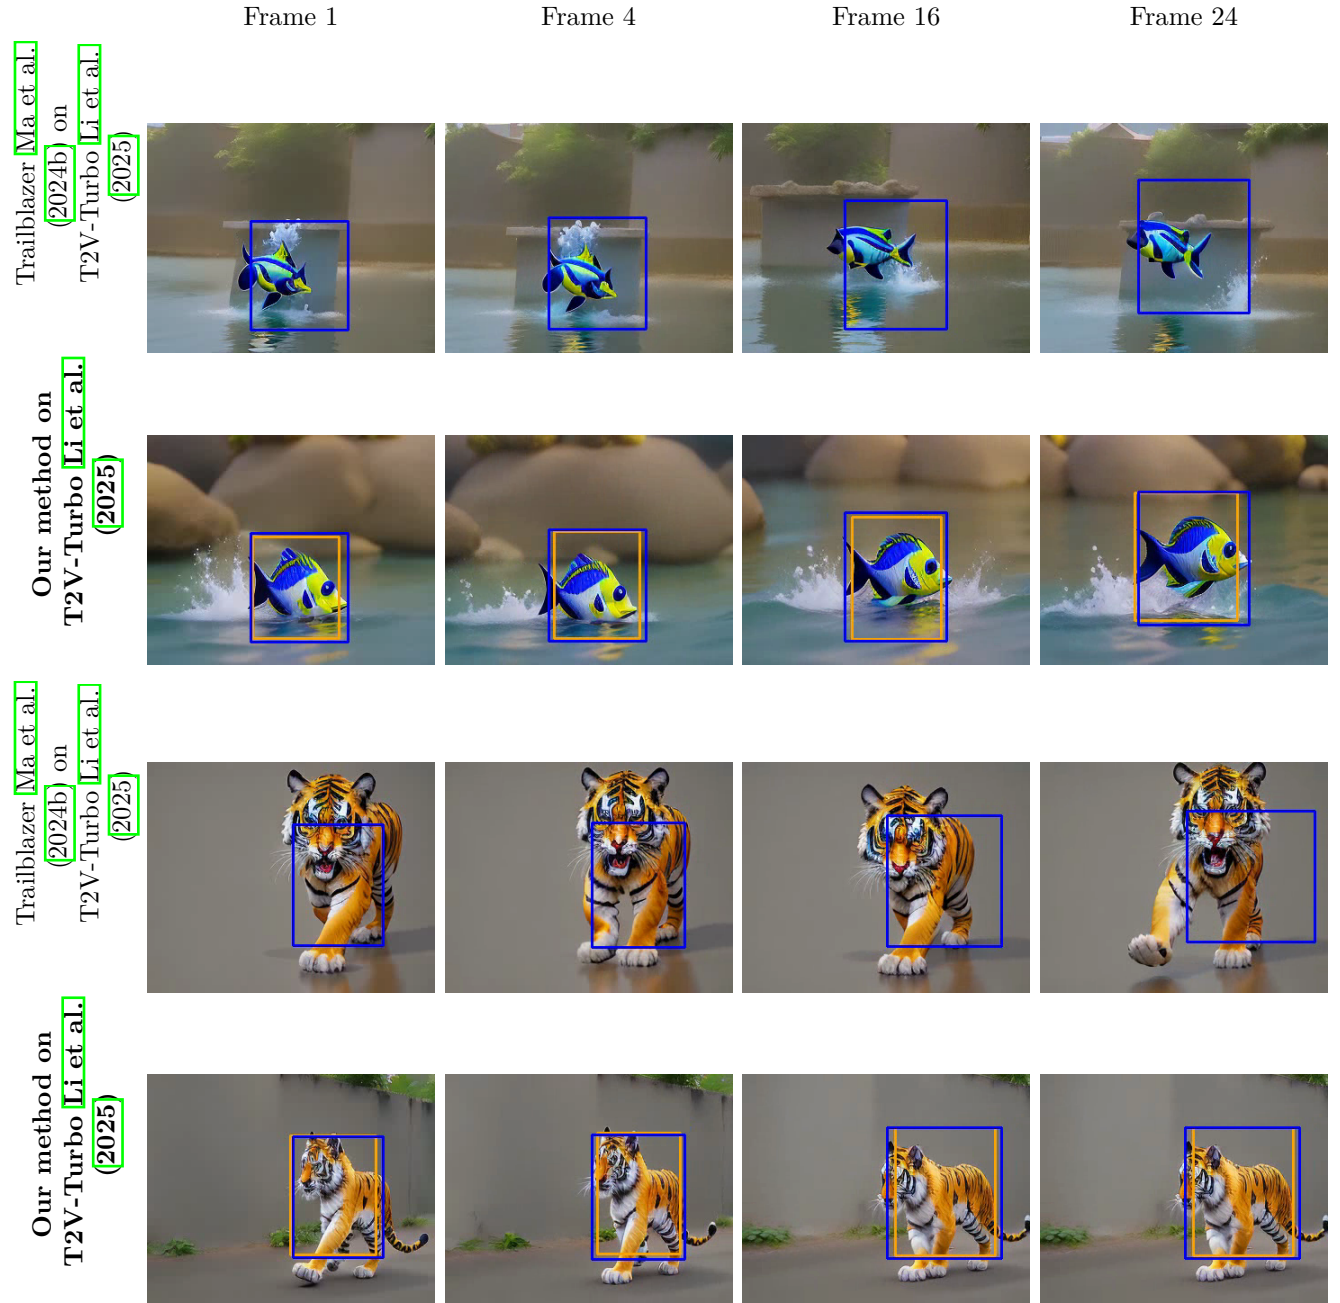 Frame 1
Frame 4
Frame 16
Frame 24
Trailblazer Ma et al.
(2024b) on
T2V-Turbo Li et al.
(2025)
Our method on
T2V-Turbo Li et al.
(2025)
Trailblazer Ma et al.
(2024b) on
T2V-Turbo Li et al.
(2025)
Our method on
T2V-Turbo Li et al.
(2025)